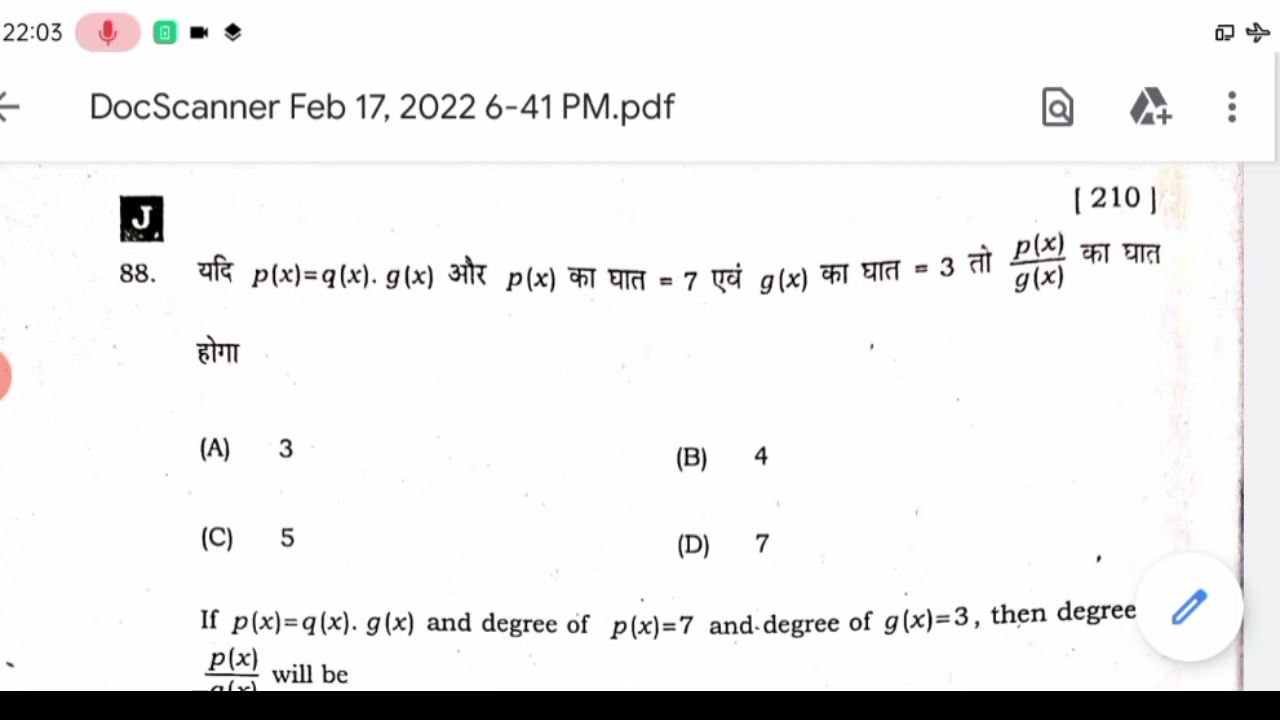 22:03
DocScanner Feb 17, 2022 6-41 PM.pdf
J
[ 210 ]
88. यदि p(x)=q(x). g(x) और p(x) का घात = 7 एवं g(x) का घात = 3 तो p(x)/g(x) का घात
होगा
(A) 3 (B) 4
(C) 5 (D) 7
If p(x)=q(x). g(x) and degree of p(x)=7 and degree of g(x)=3, then degree
p(x)/g(x) will be